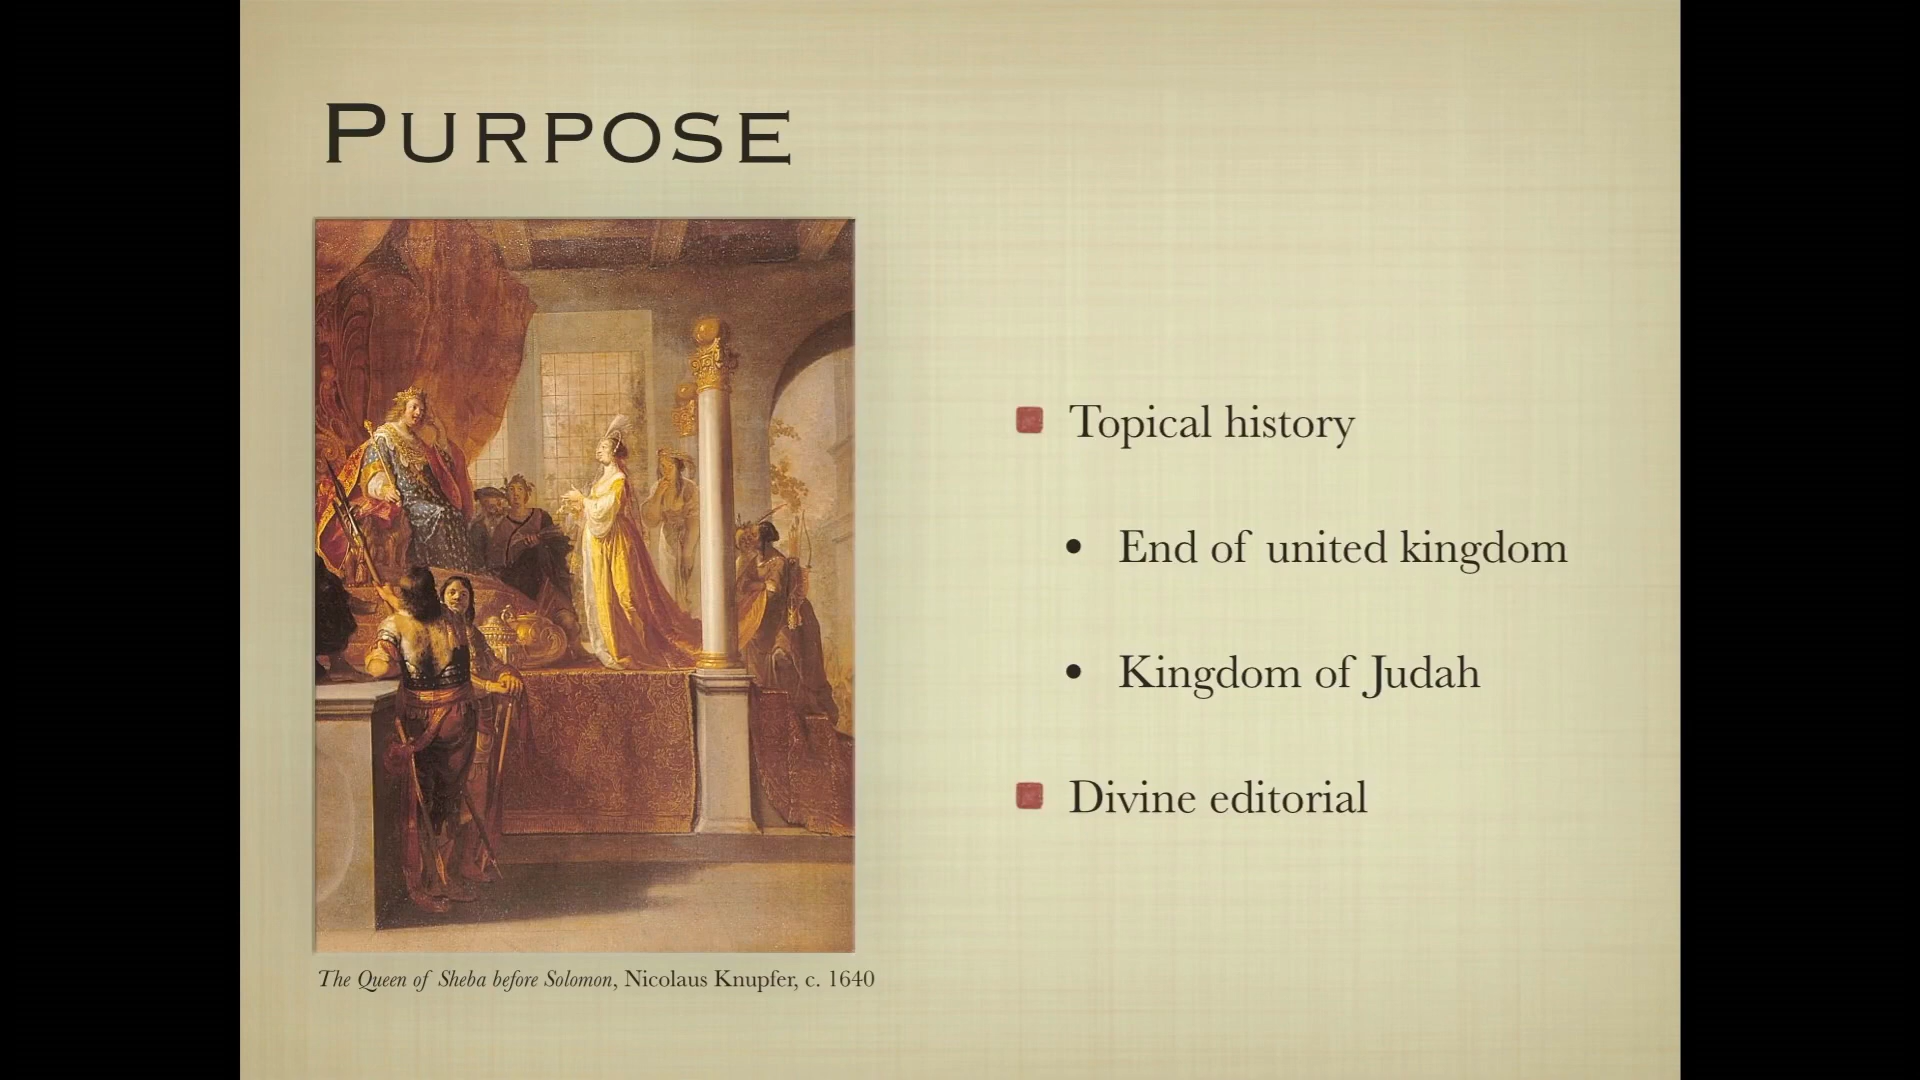 PURPOSE
Topical history
End of united kingdom
Kingdom of Judah
Divine editorial
The Queen of Sheba before Solomon, Nicolaus Knupfer, c. 1640